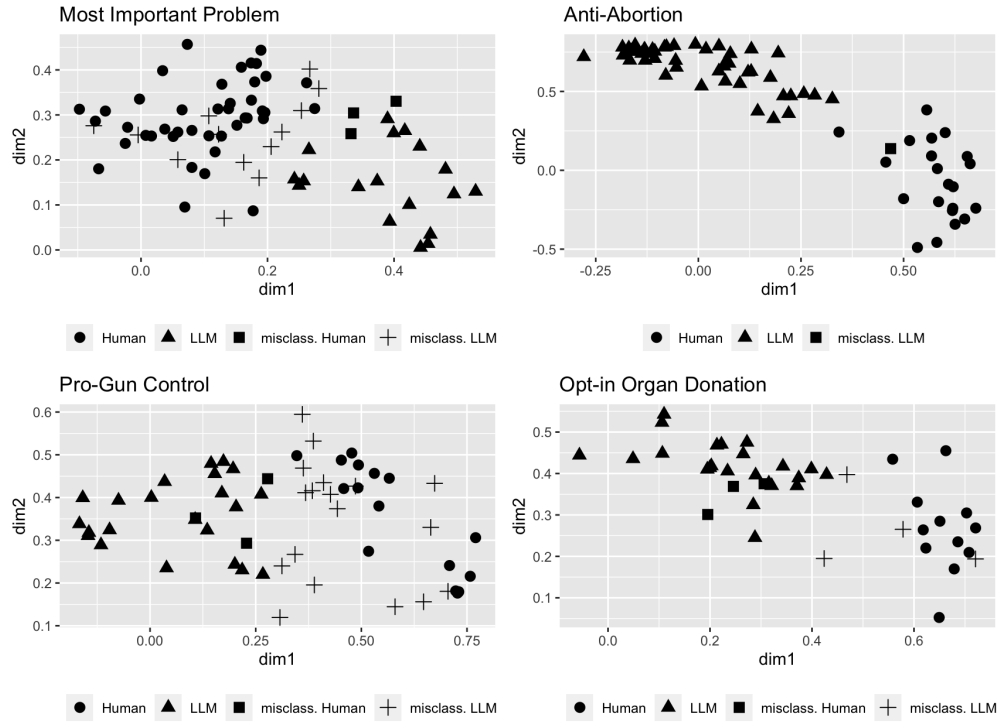 Most Important Problem
0.4
0.3
0.2
0.1
0.0
dim2
0.0
0.2
0.4
dim1
Human
LLM
misclass. Human
misclass. LLM
Anti-Abortion
0.5
0.0
-0.5
dim2
-0.25
0.00
0.25
0.50
dim1
Human
LLM
misclass. LLM
Pro-Gun Control
0.6
0.5
0.4
0.3
0.2
0.1
dim2
0.00
0.25
0.50
0.75
dim1
Human
LLM
misclass. Human
misclass. LLM
Opt-in Organ Donation
0.5
0.4
0.3
0.2
0.1
dim2
0.0
0.2
0.4
0.6
dim1
Human
LLM
misclass. Human
misclass. LLM